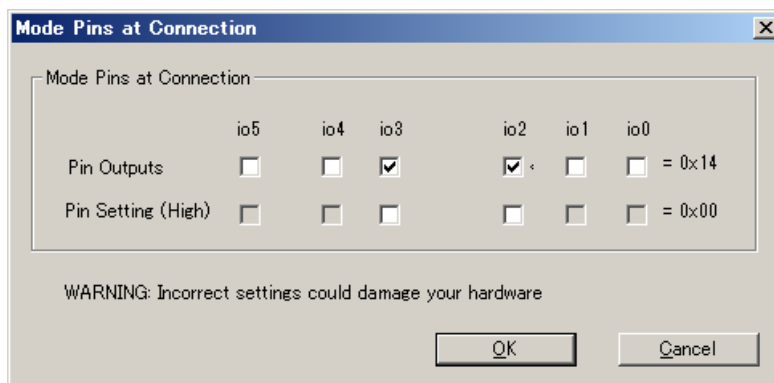 Mode Pins at Connection
Mode Pins at Connection
io5 io4 io3 io2 io1 io0
Pin Outputs = 0x14
Pin Setting (High) = 0x00
WARNING: Incorrect settings could damage your hardware
OK Cancel